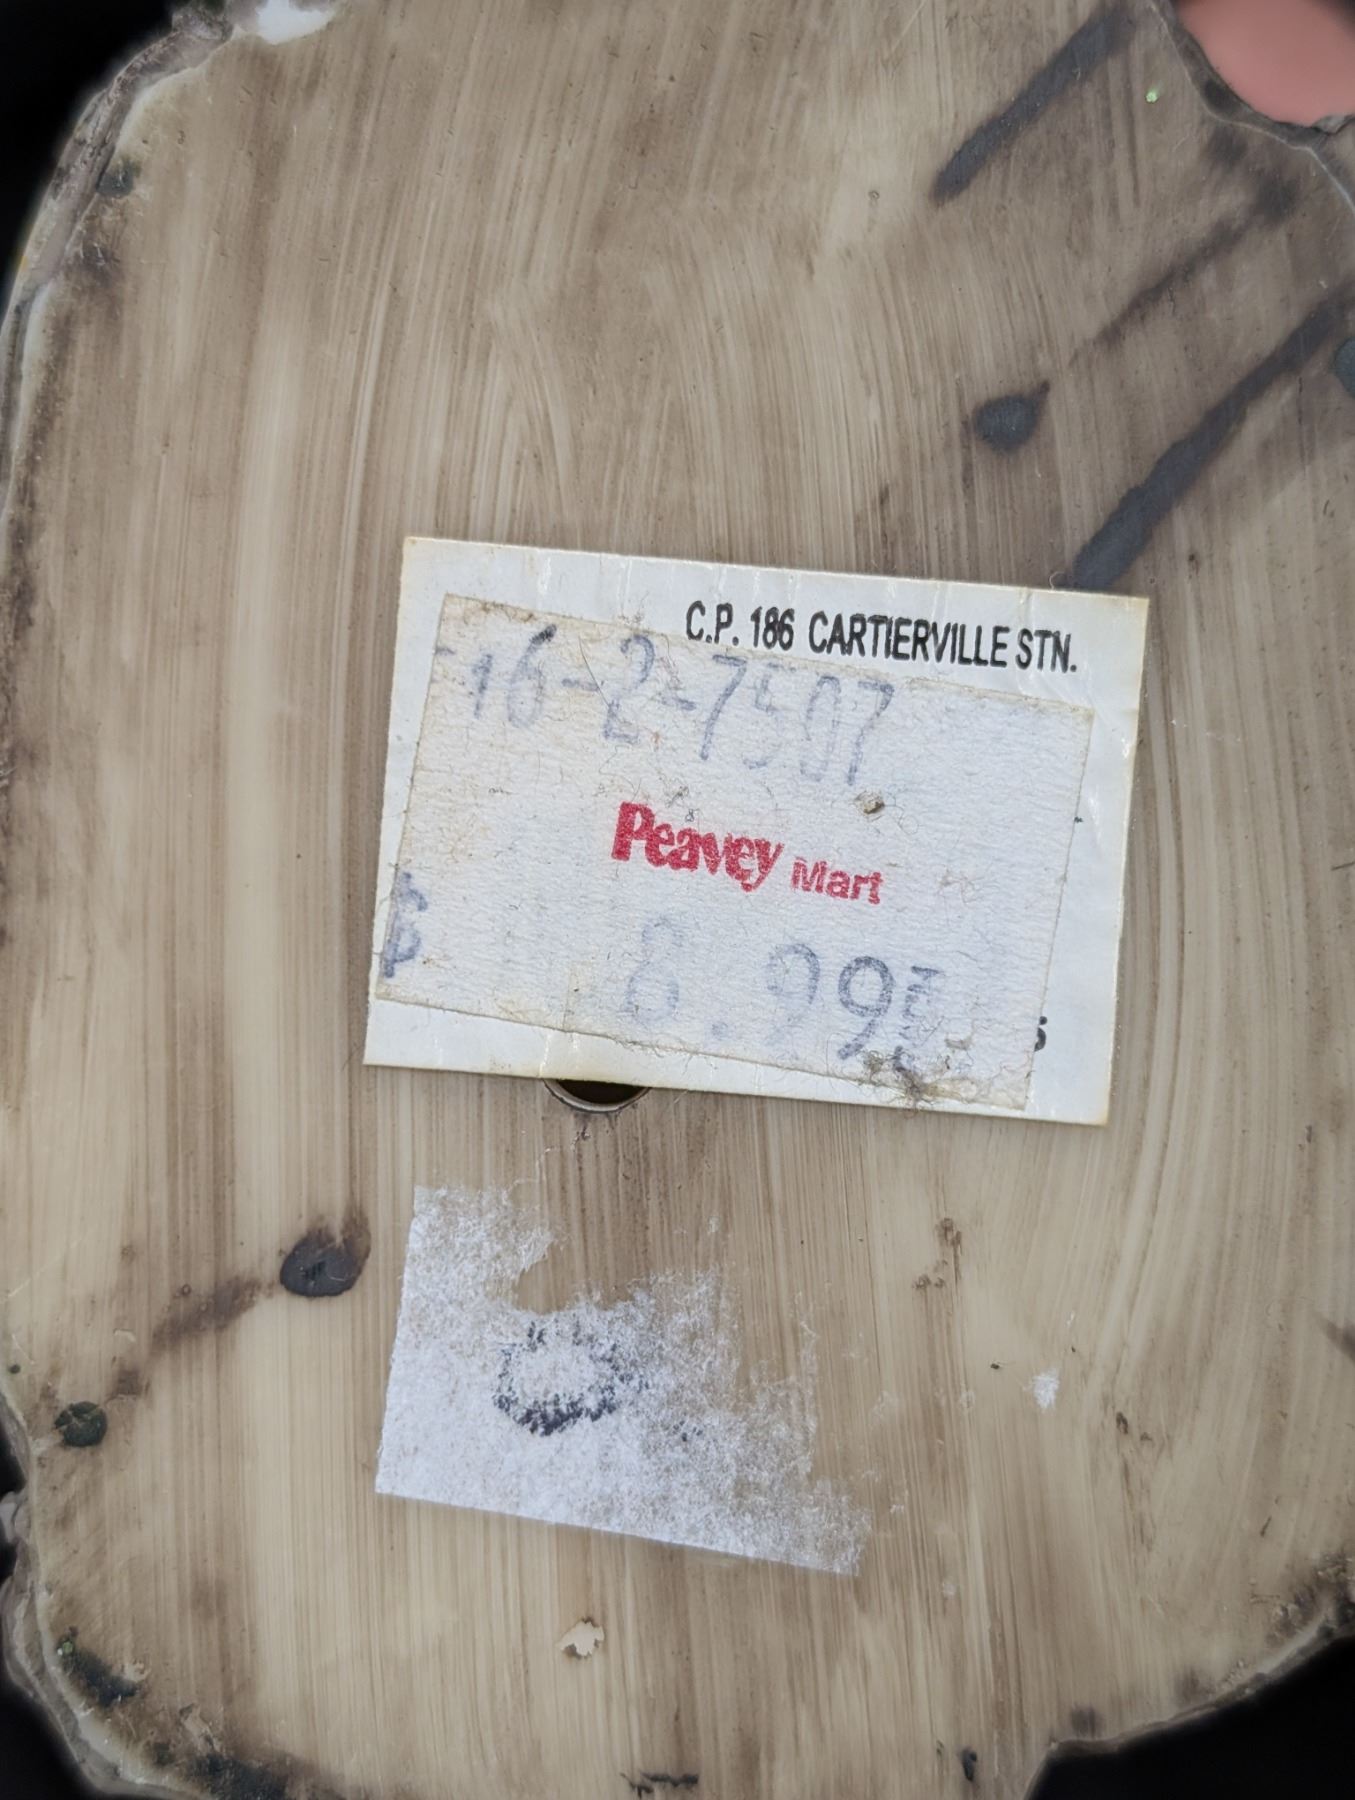 C.P. 186 CARTIERVILLE STN.
16-2-7507
Peavey Mart
$ 8.99